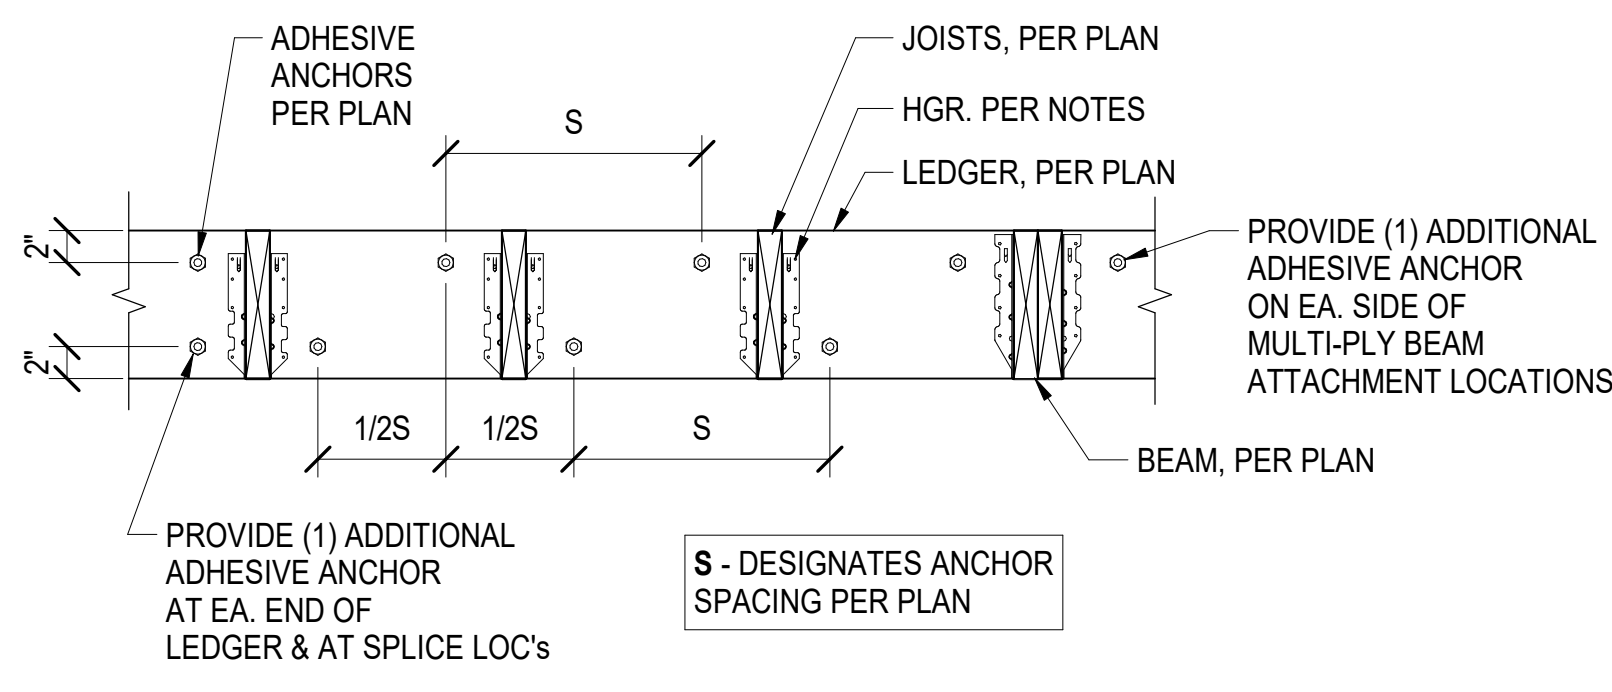 ADHESIVE
ANCHORS
PER PLAN
S
JOISTS, PER PLAN
HGR. PER NOTES
LEDGER, PER PLAN
2"
2"
PROVIDE (1) ADDITIONAL
ADHESIVE ANCHOR
ON EA. SIDE OF
MULTI-PLY BEAM
ATTACHMENT LOCATIONS
1/2S
1/2S
S
BEAM, PER PLAN
PROVIDE (1) ADDITIONAL
ADHESIVE ANCHOR
AT EA. END OF
LEDGER & AT SPLICE LOC's
S - DESIGNATES ANCHOR
SPACING PER PLAN